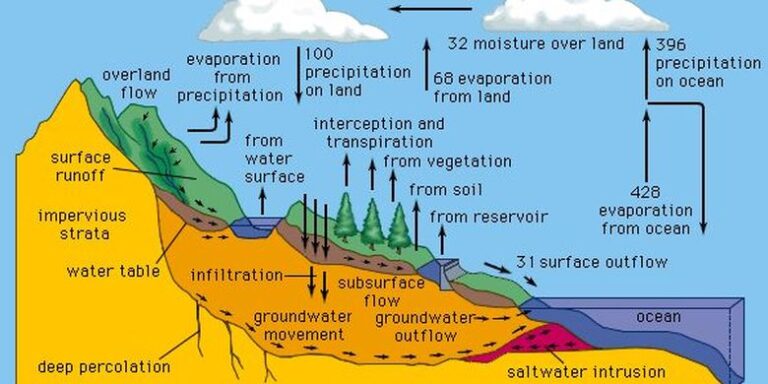 overland
flow
evaporation
from
precipitation
100
precipitation
on land
32 moisture over land
68 evaporation
from land
396
precipitation
on ocean
surface
runoff
from
water
surface
interception and
transpiration
from vegetation
from soil
from reservoir
428
evaporation
from ocean
impervious
strata
water table
infiltration
subsurface
flow
31 surface outflow
groundwater
movement
groundwater
outflow
ocean
deep percolation
saltwater intrusion